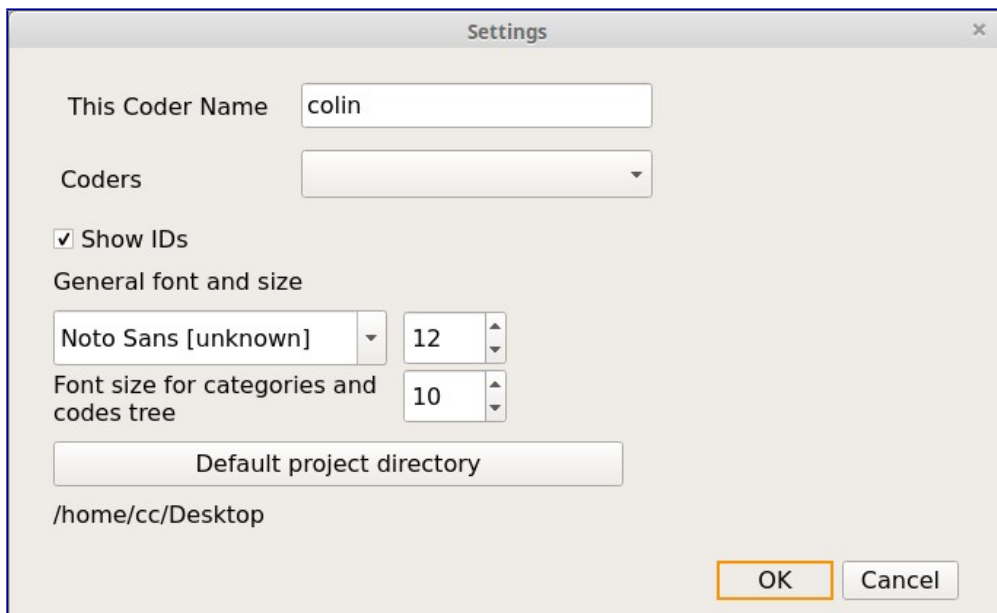 Settings
This Coder Name
colin
Coders
Show IDs
General font and size
Noto Sans [unknown]
12
Font size for categories and
codes tree
10
Default project directory
/home/cc/Desktop
OK
Cancel